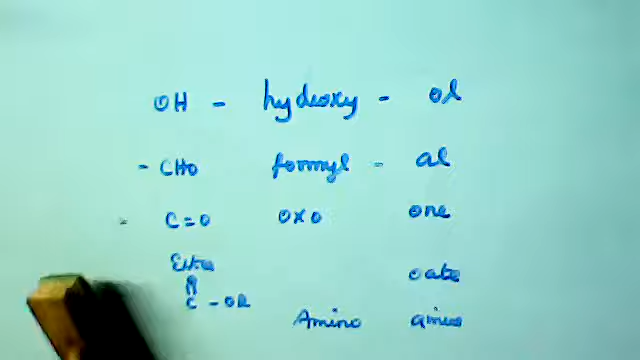 OH - hydroxy - ol
- CHO formyl - al
C=O oxo one
Ester oate
C - OR
Amino amine